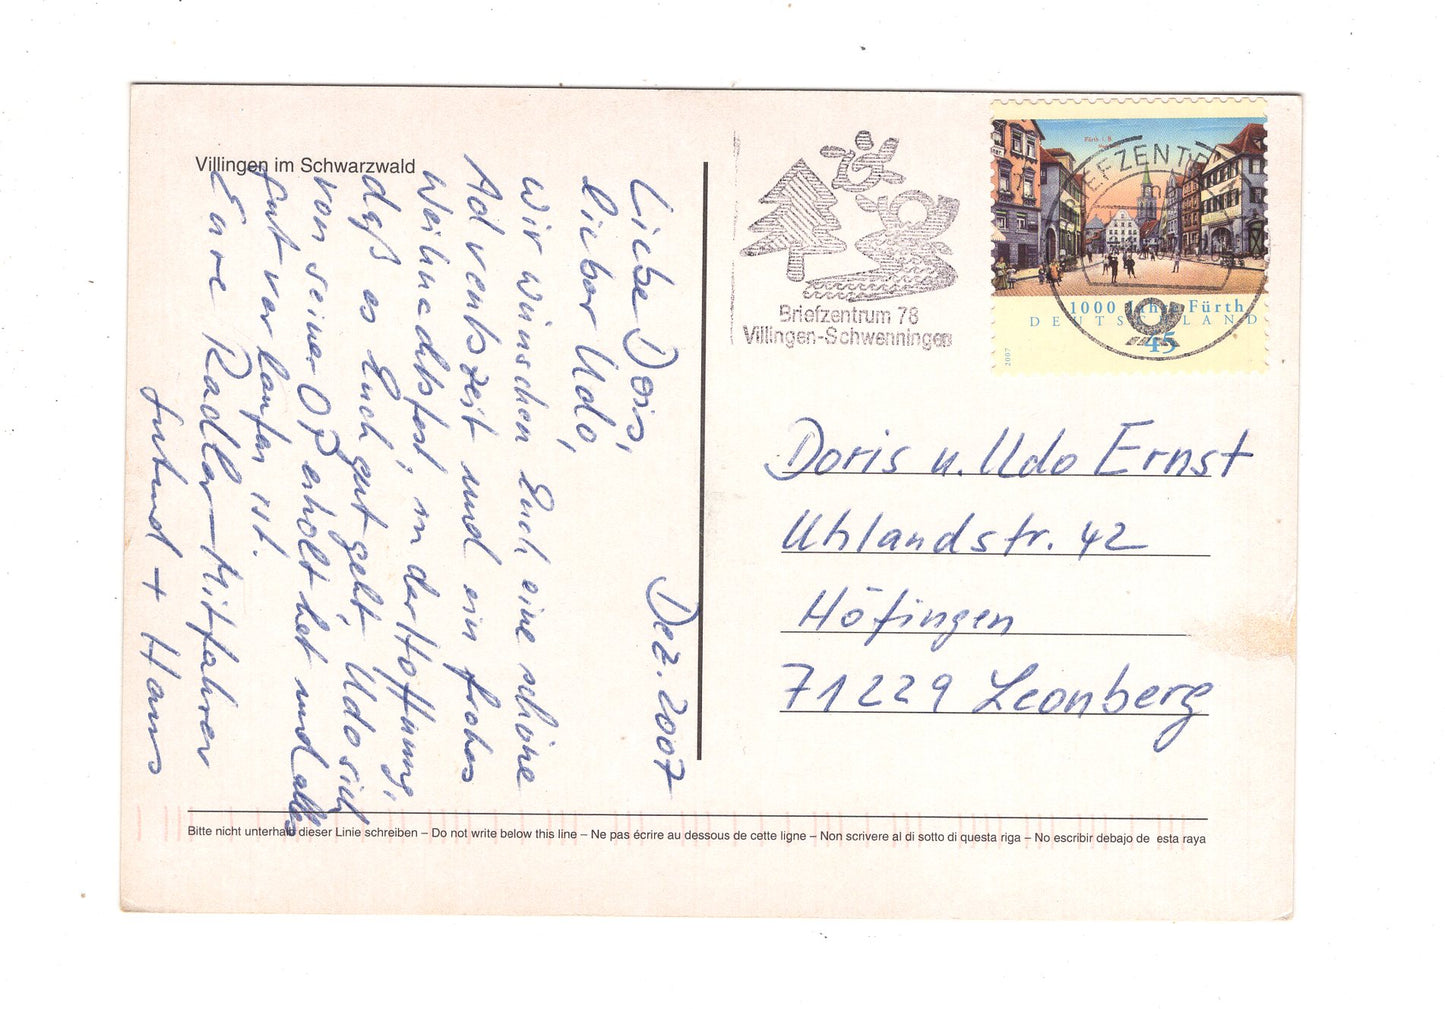 Villingen im Schwarzwald
Dez. 2007
Liebe Doris,
lieber Udo,
wir wünschen Euch eine schöne
Adventszeit und ein frohes
Weihnachtsfest, in der Hoffnung,
daß es Euch gut geht, Udo sich
von seiner OP erholt hat und alles
gut verlaufen ist.
Eure Radler-Mitfahrer
+ Hans
Briefzentrum 78
Villingen-Schwenningen
Fürth i. B.
1000 Jahre Fürth
DEUTSCHLAND
45
2007
Doris u. Udo Ernst
Uhlandstr. 42
Höfingen
71229 Leonberg
Bitte nicht unterhalb dieser Linie schreiben – Do not write below this line – Ne pas écrire au dessous de cette ligne – Non scrivere al di sotto di questa riga – No escribir debajo de esta raya